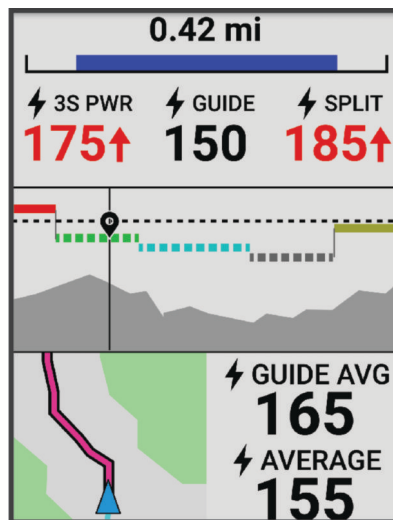 0.42 mi
3S PWR GUIDE SPLIT
175 150 185
GUIDE AVG
165
AVERAGE
155